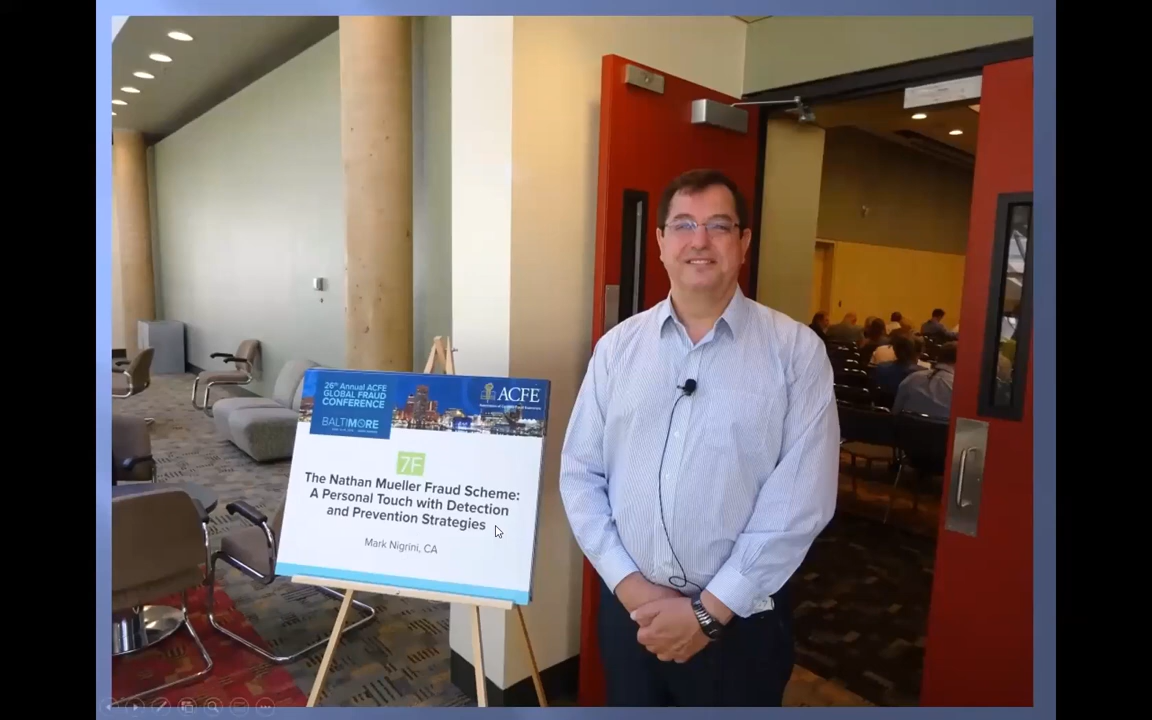 26th Annual ACFE
GLOBAL FRAUD
CONFERENCE
BALTIMORE
ACFE
7F
The Nathan Mueller Fraud Scheme:
A Personal Touch with Detection
and Prevention Strategies
Mark Nigrini, CA